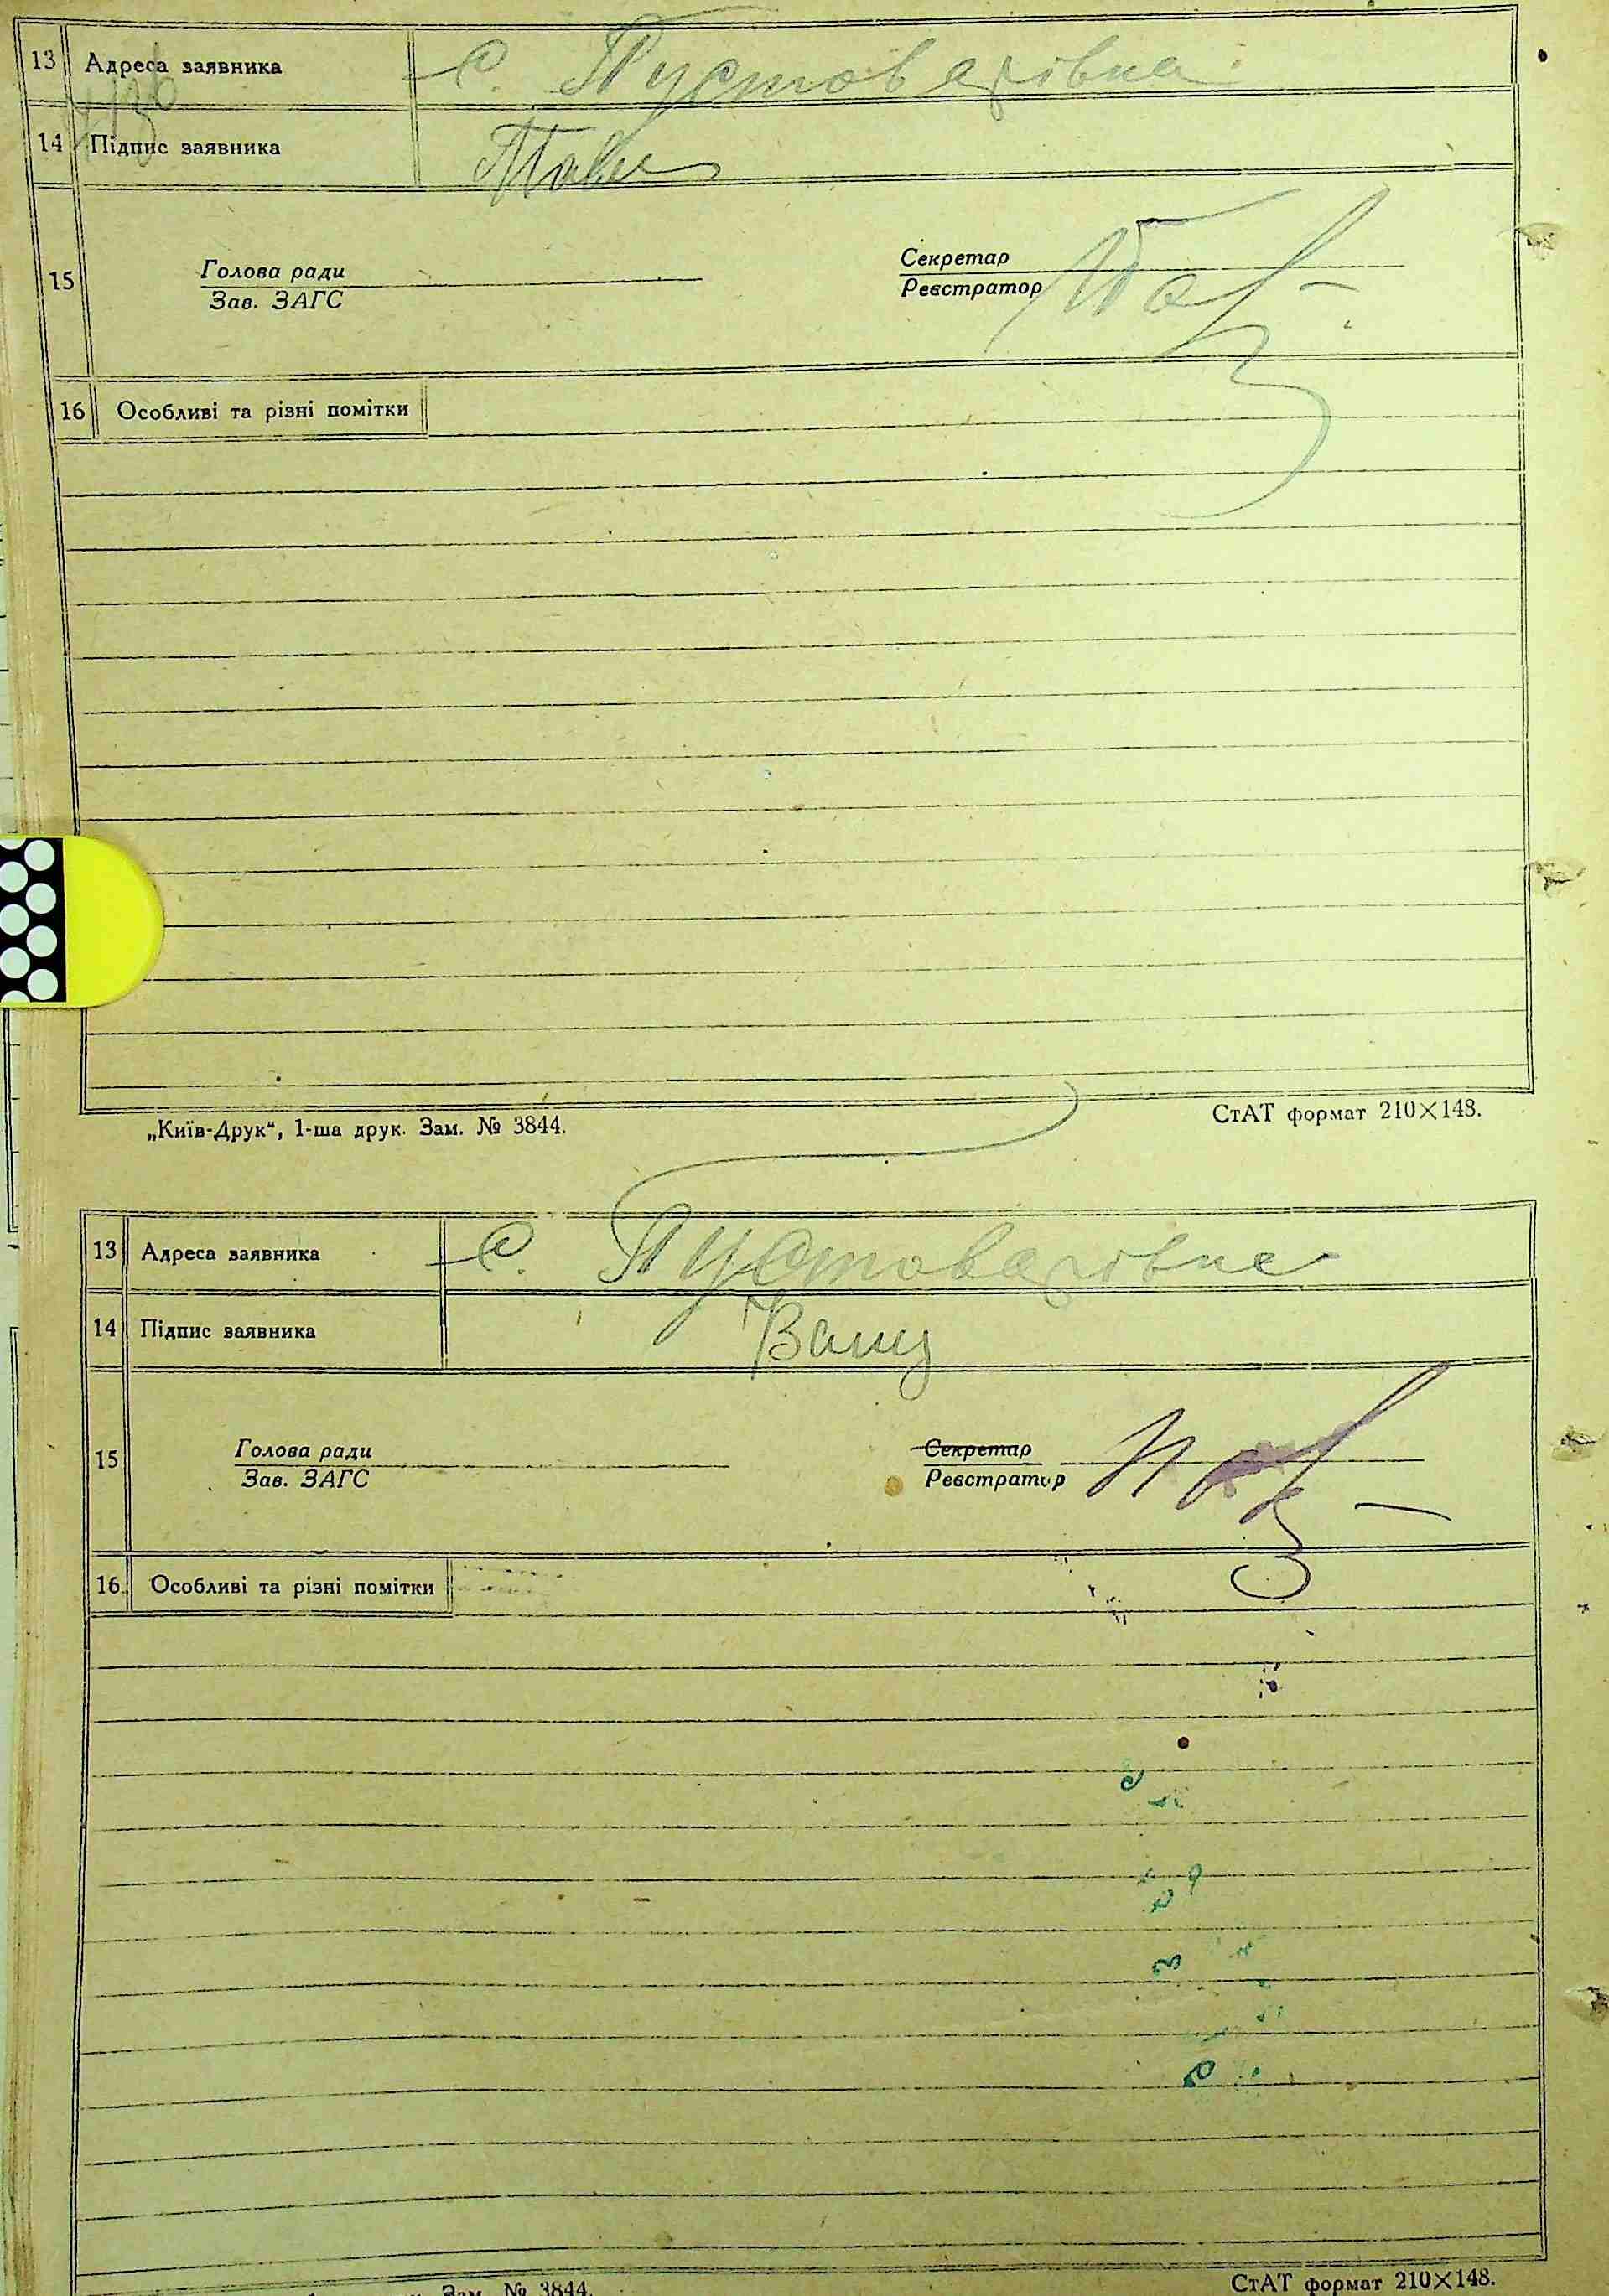 13 Адреса заявника с. Пустоварівка
14 Підпис заявника
15 Голова ради Секретар
Зав. ЗАГС Реєстратор
16 Особливі та різні помітки
„Київ-Друк“, 1-ша друк. Зам. № 3844. СтАТ формат 210×148.
13 Адреса заявника с. Пустоварівка
14 Підпис заявника
15 Голова ради Секретар
Зав. ЗАГС Реєстратор
16. Особливі та різні помітки
Зам. № 3844. СтАТ формат 210×148.